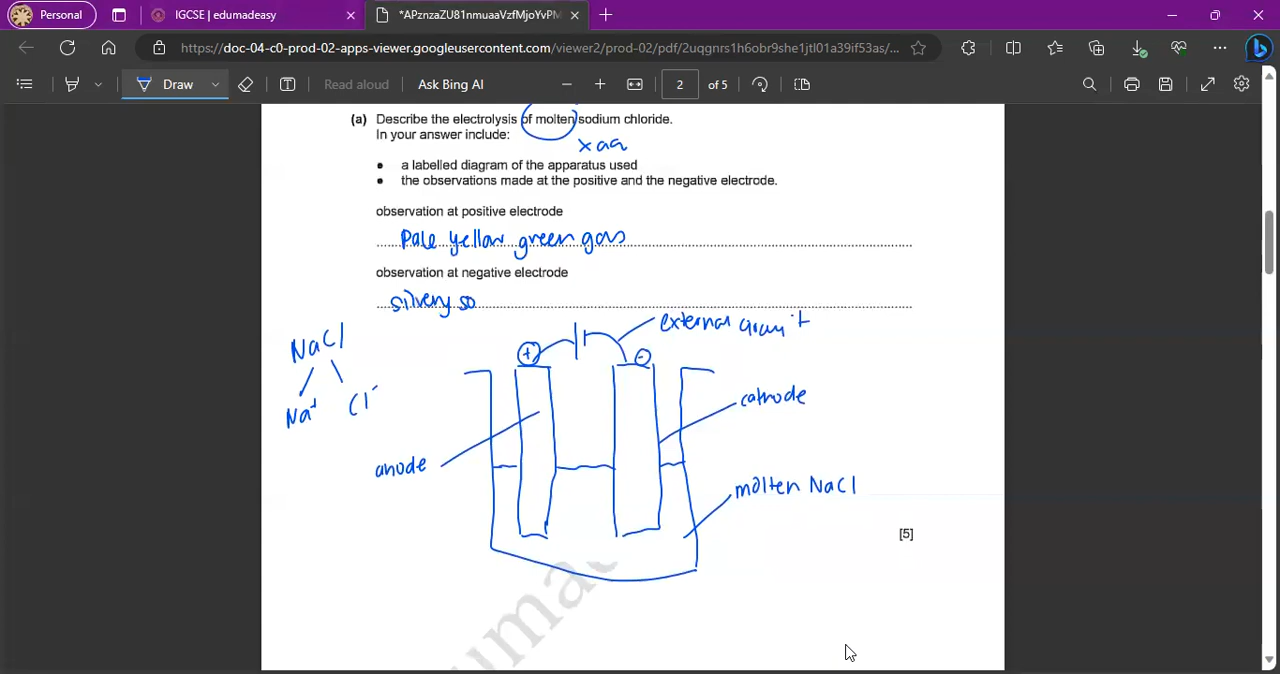 Personal
IGCSE | edumadeasy
*APznzaZU81nmuaaVzfMjoYvPM
https://doc-04-c0-prod-02-apps-viewer.googleusercontent.com/viewer2/prod-02/pdf/2uqgnrs1h6obr9she1jtl01a39if53as/...
Draw
Read aloud
Ask Bing AI
2
of 5
(a) Describe the electrolysis of molten sodium chloride.
In your answer include:
x aq
• a labelled diagram of the apparatus used
• the observations made at the positive and the negative electrode.
observation at positive electrode
Pale yellow green gas
observation at negative electrode
silvery so
external circuit
NaCl
+
-
Na+
Cl-
cathode
anode
molten NaCl
[5]